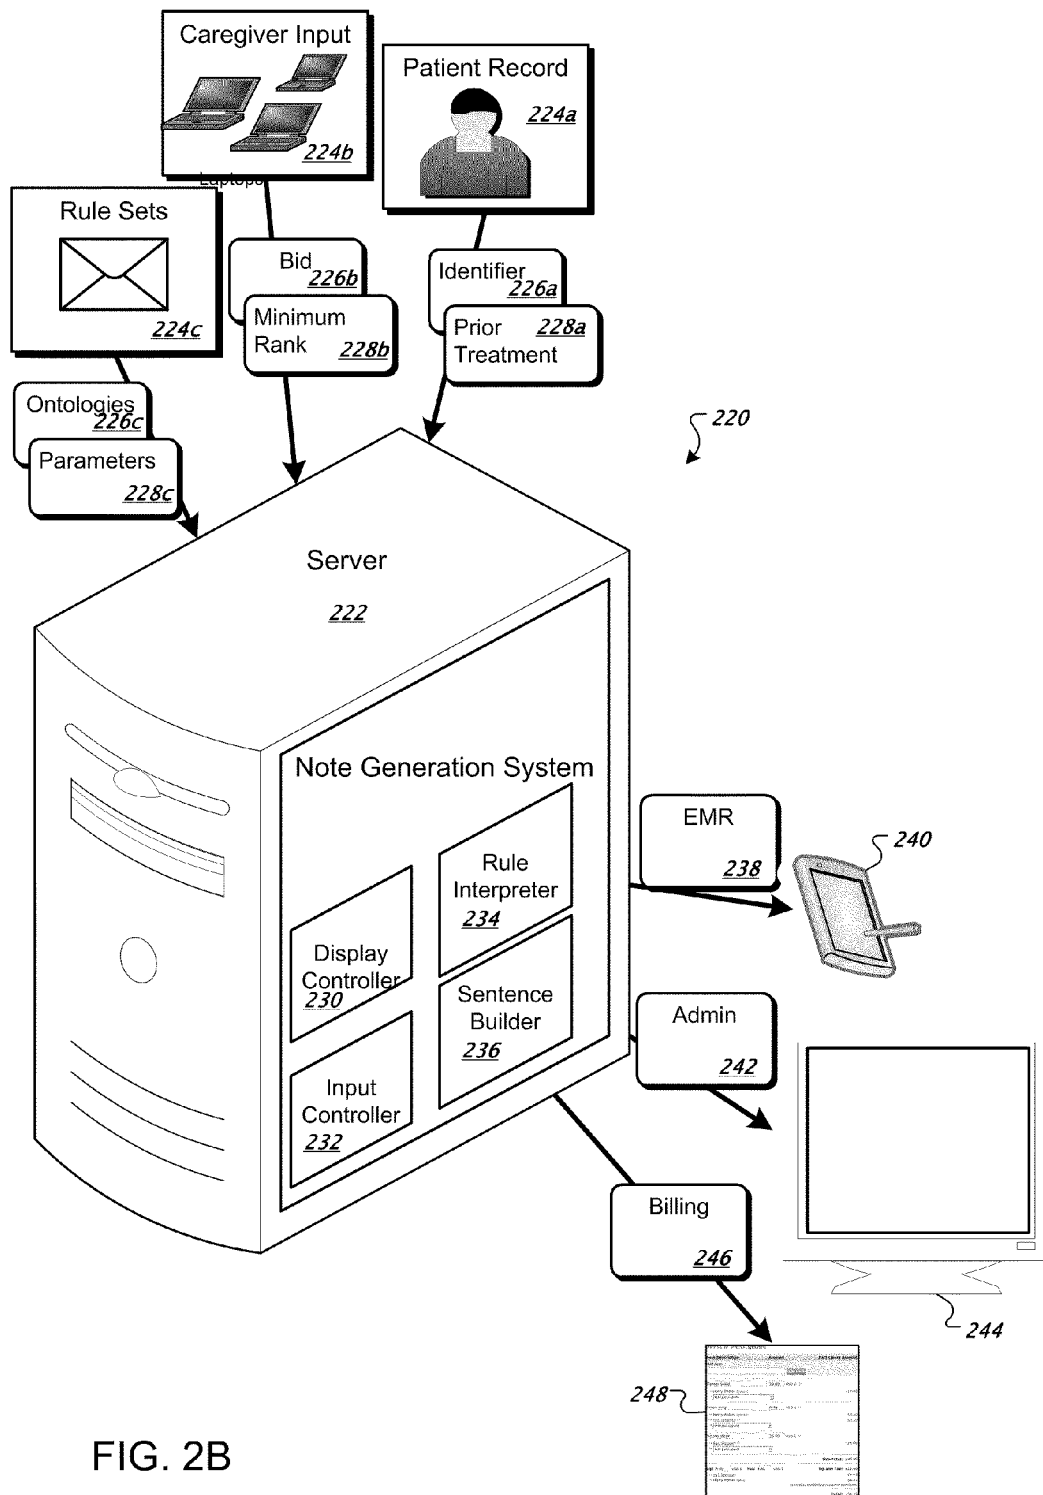 Caregiver Input
224b
Laptops
Patient Record
224a
Rule Sets
224c
Bid
226b
Minimum
Rank
228b
Identifier
226a
Prior
Treatment
228a
Ontologies
226c
Parameters
228c
220
Server
222
Note Generation System
Rule
Interpreter
234
Display
Controller
230
Sentence
Builder
236
Input
Controller
232
EMR
238
240
Admin
242
244
Billing
246
248
FIG. 2B